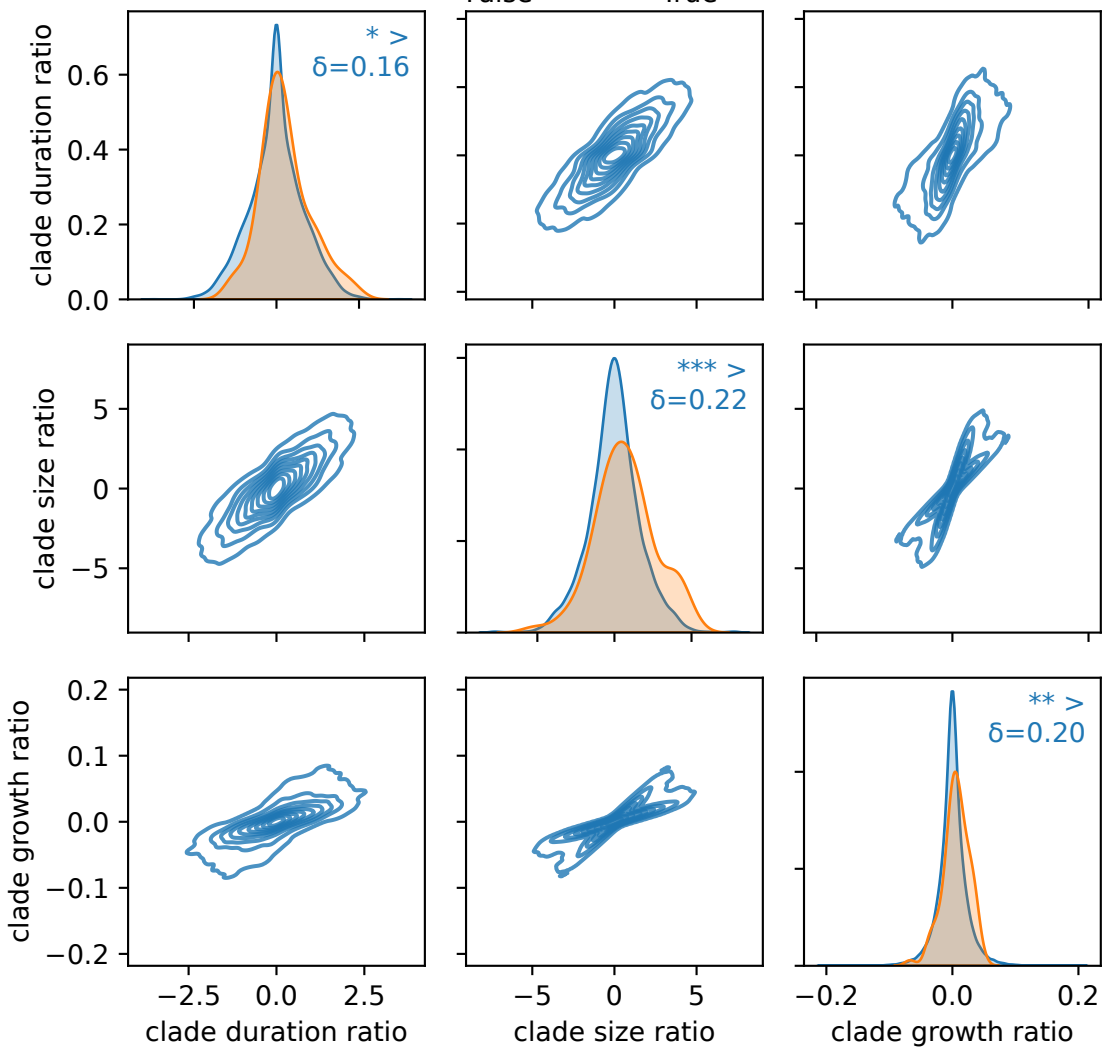 False True
clade duration ratio
0.6
0.4
0.2
0.0
* >
δ=0.16
clade size ratio
5
0
−5
*** >
δ=0.22
clade growth ratio
0.2
0.1
0.0
−0.1
−0.2
** >
δ=0.20
−2.5 0.0 2.5
−5 0 5
−0.2 0.0 0.2
clade duration ratio
clade size ratio
clade growth ratio